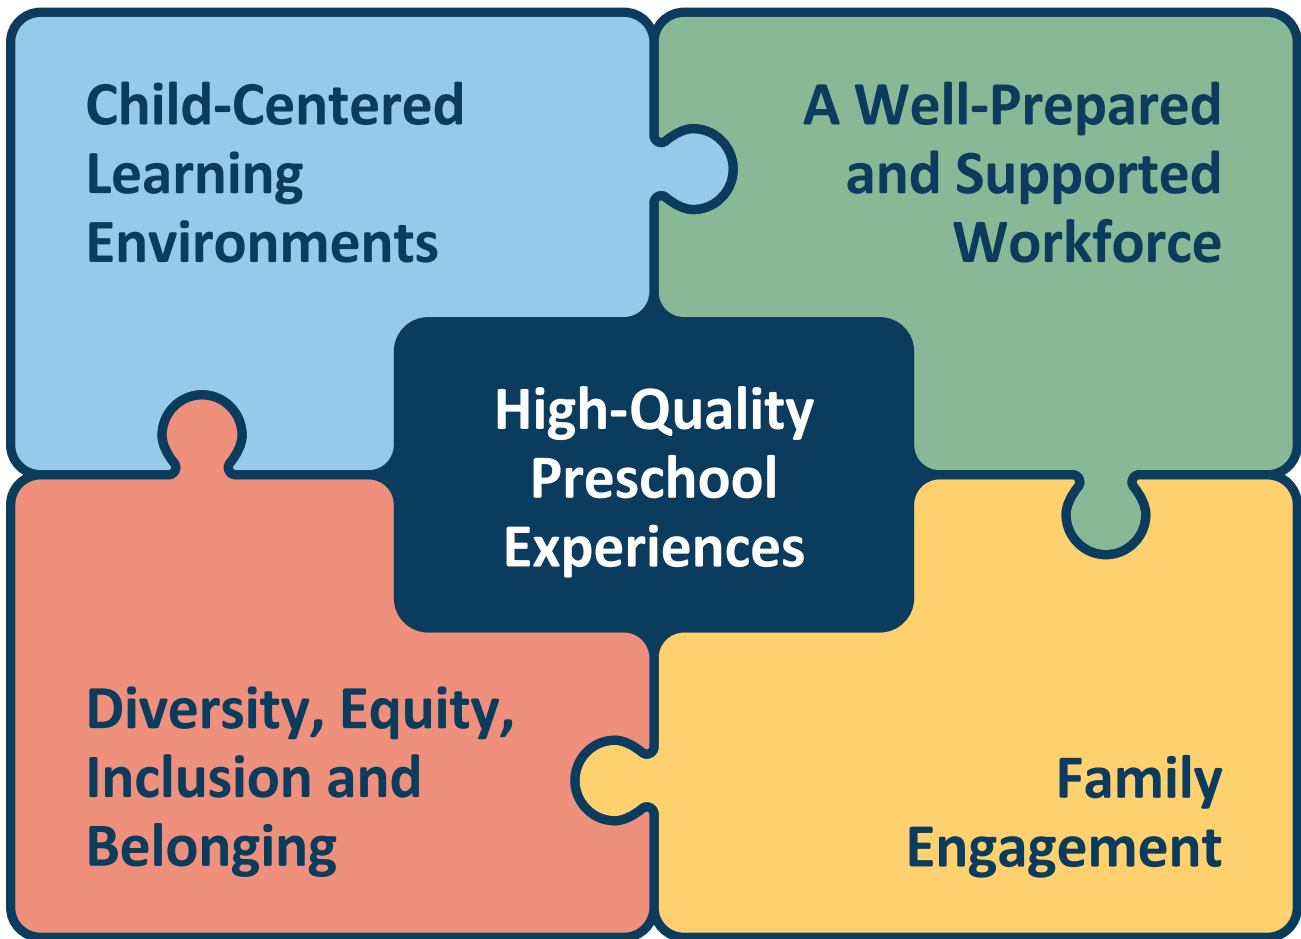 Child-Centered
Learning
Environments
A Well-Prepared
and Supported
Workforce
High-Quality
Preschool
Experiences
Diversity, Equity,
Inclusion and
Belonging
Family
Engagement